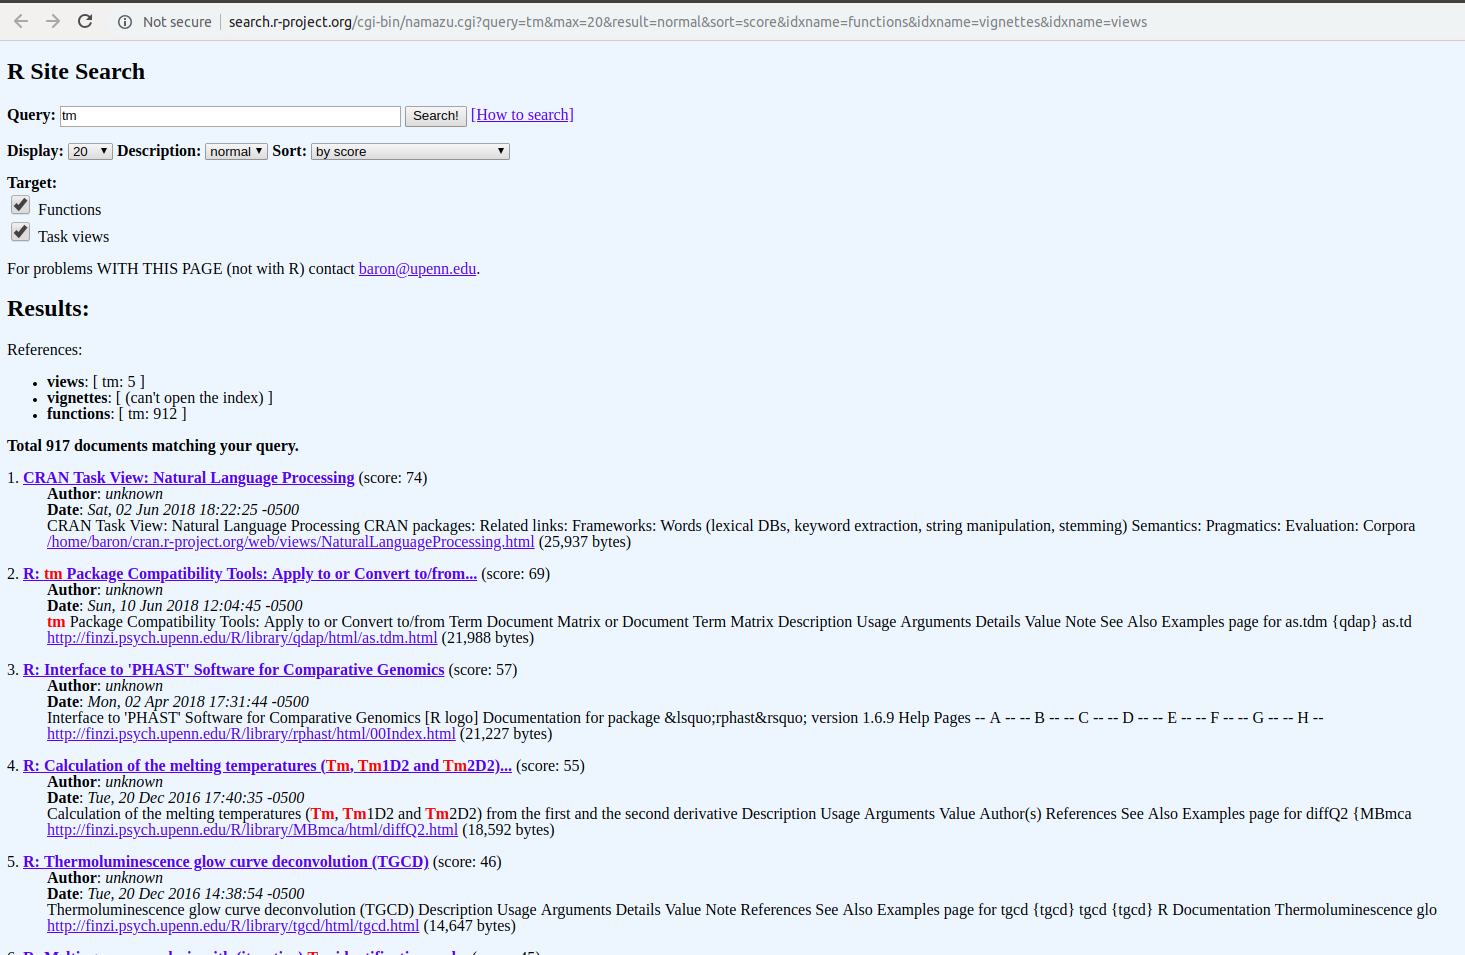 Not secure | search.r-project.org/cgi-bin/namazu.cgi?query=tm&max=20&result=normal&sort=score&idxname=functions&idxname=vignettes&idxname=views
R Site Search
Query: tm Search! [How to search]
Display: 20 Description: normal Sort: by score
Target:
Functions
Task views
For problems WITH THIS PAGE (not with R) contact baron@upenn.edu.
Results:
References:
• views: [ tm: 5 ]
• vignettes: [ (can't open the index) ]
• functions: [ tm: 912 ]
Total 917 documents matching your query.
1. CRAN Task View: Natural Language Processing (score: 74)
Author: unknown
Date: Sat, 02 Jun 2018 18:22:25 -0500
CRAN Task View: Natural Language Processing CRAN packages: Related links: Frameworks: Words (lexical DBs, keyword extraction, string manipulation, stemming) Semantics: Pragmatics: Evaluation: Corpora
/home/baron/cran.r-project.org/web/views/NaturalLanguageProcessing.html (25,937 bytes)
2. R: tm Package Compatibility Tools: Apply to or Convert to/from... (score: 69)
Author: unknown
Date: Sun, 10 Jun 2018 12:04:45 -0500
tm Package Compatibility Tools: Apply to or Convert to/from Term Document Matrix or Document Term Matrix Description Usage Arguments Details Value Note See Also Examples page for as.tdm {qdap} as.td
http://finzi.psych.upenn.edu/R/library/qdap/html/as.tdm.html (21,988 bytes)
3. R: Interface to 'PHAST' Software for Comparative Genomics (score: 57)
Author: unknown
Date: Mon, 02 Apr 2018 17:31:44 -0500
Interface to 'PHAST' Software for Comparative Genomics [R logo] Documentation for package &lsquo;rphast&rsquo; version 1.6.9 Help Pages -- A -- -- B -- -- C -- -- D -- -- E -- -- F -- -- G -- -- H --
http://finzi.psych.upenn.edu/R/library/rphast/html/00Index.html (21,227 bytes)
4. R: Calculation of the melting temperatures (Tm, Tm1D2 and Tm2D2)... (score: 55)
Author: unknown
Date: Tue, 20 Dec 2016 17:40:35 -0500
Calculation of the melting temperatures (Tm, Tm1D2 and Tm2D2) from the first and the second derivative Description Usage Arguments Value Author(s) References See Also Examples page for diffQ2 {MBmca
http://finzi.psych.upenn.edu/R/library/MBmca/html/diffQ2.html (18,592 bytes)
5. R: Thermoluminescence glow curve deconvolution (TGCD) (score: 46)
Author: unknown
Date: Tue, 20 Dec 2016 14:38:54 -0500
Thermoluminescence glow curve deconvolution (TGCD) Description Usage Arguments Details Value Note References See Also Examples page for tgcd {tgcd} tgcd {tgcd} R Documentation Thermoluminescence glo
http://finzi.psych.upenn.edu/R/library/tgcd/html/tgcd.html (14,647 bytes)